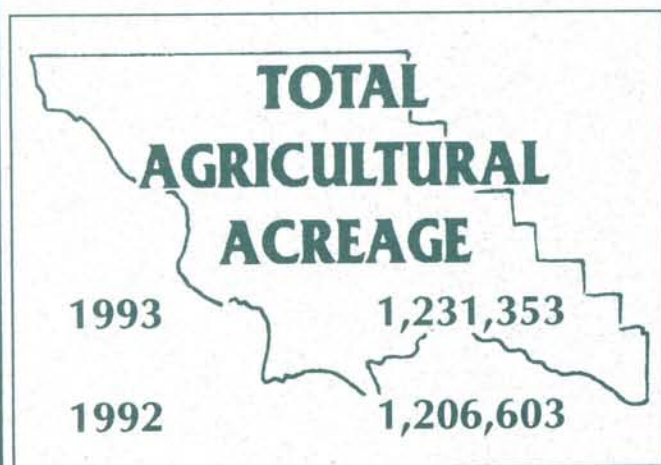 TOTAL
AGRICULTURAL
ACREAGE
1993 1,231,353
1992 1,206,603